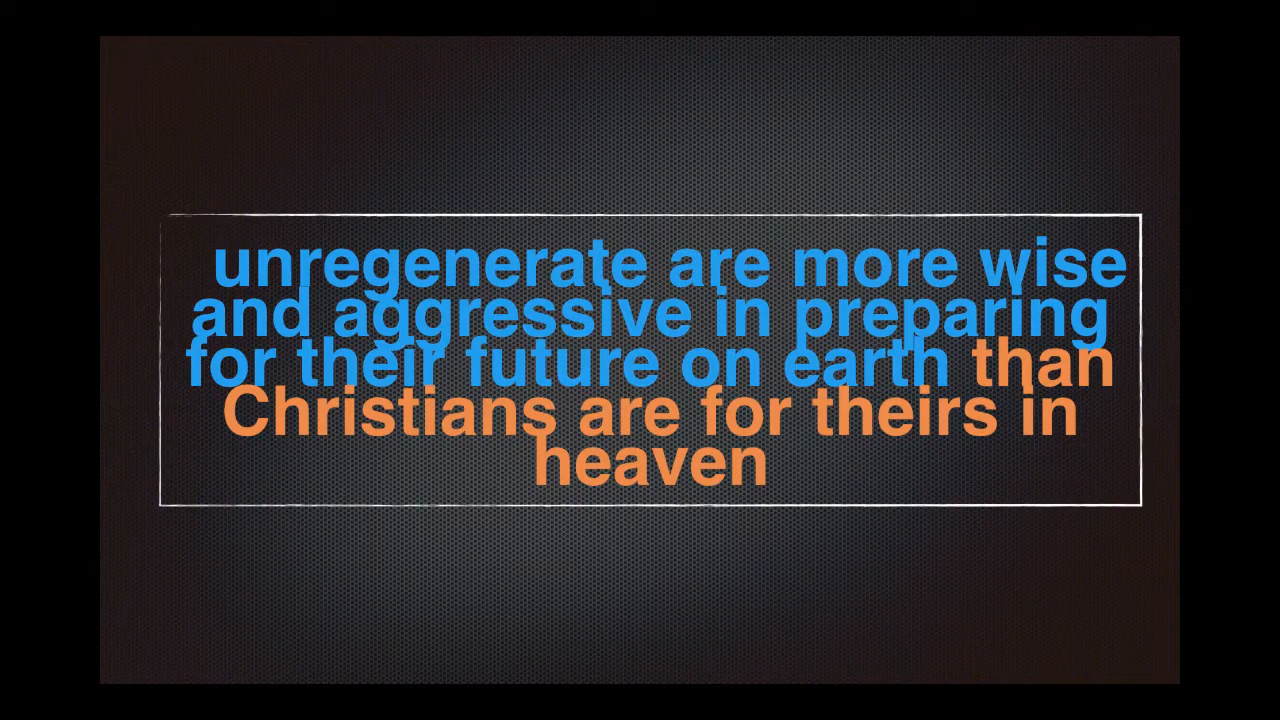 unregenerate are more wise
and aggressive in preparing
for their future on earth than
Christians are for theirs in
heaven